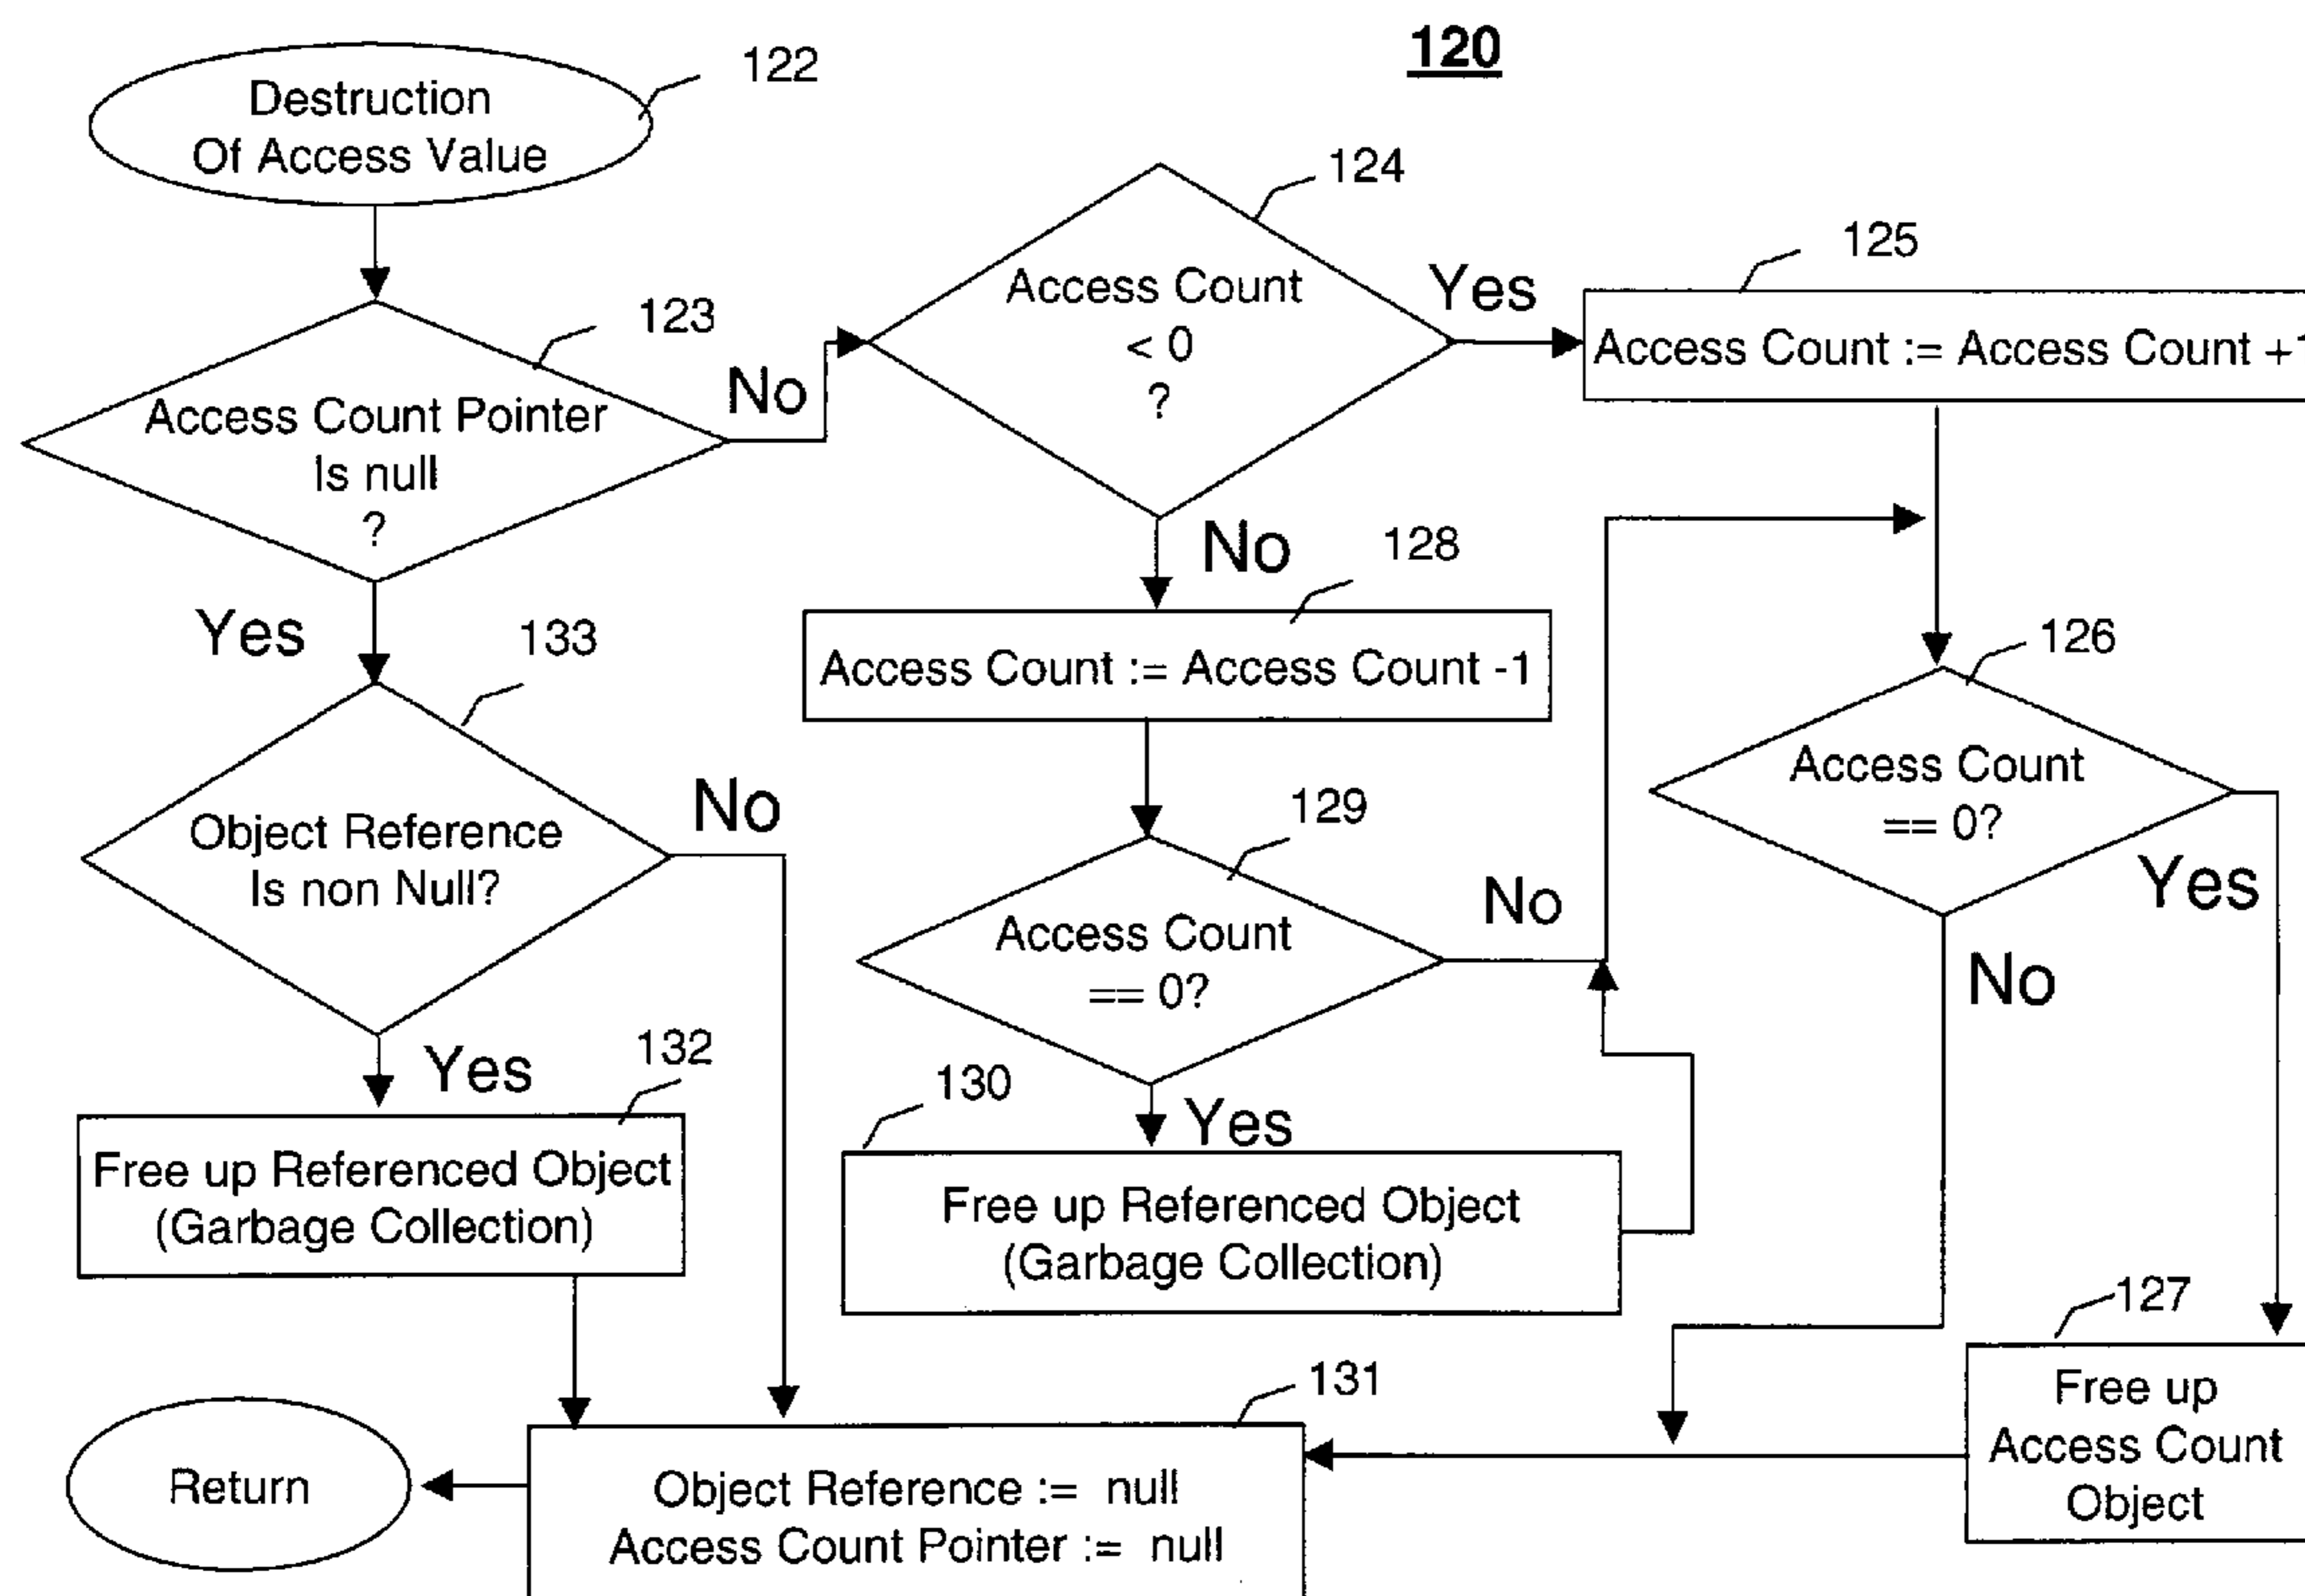 120
122
Destruction
Of Access Value
124
Access Count
< 0
?
Yes
125
Access Count := Access Count +1
123
Access Count Pointer
Is null
?
No
No
128
Access Count := Access Count -1
126
Access Count
== 0?
Yes
No
Yes
133
Object Reference
Is non Null?
No
129
Access Count
== 0?
No
Yes
132
Free up Referenced Object
(Garbage Collection)
Yes
130
Free up Referenced Object
(Garbage Collection)
127
Free up
Access Count
Object
131
Object Reference := null
Access Count Pointer := null
Return